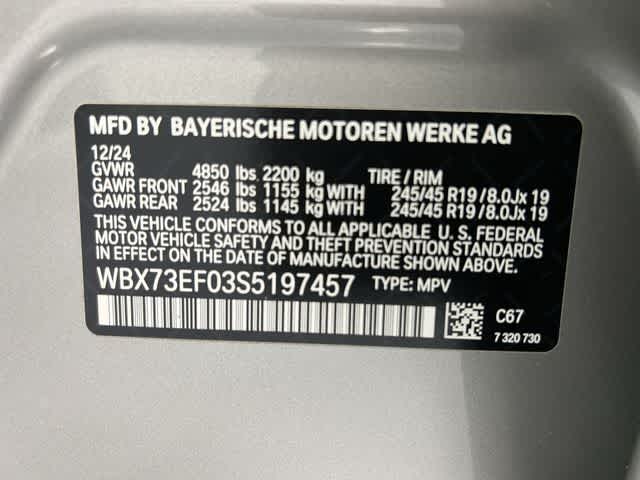 MFD BY BAYERISCHE MOTOREN WERKE AG
12/24
GVWR 4850 lbs. 2200 kg TIRE / RIM
GAWR FRONT 2546 lbs 1155 kg WITH 245/45 R19 / 8.0Jx 19
GAWR REAR 2524 lbs 1145 kg WITH 245/45 R19 / 8.0Jx 19
THIS VEHICLE CONFORMS TO ALL APPLICABLE U. S. FEDERAL
MOTOR VEHICLE SAFETY AND THEFT PREVENTION STANDARDS
IN EFFECT ON THE DATE OF MANUFACTURE SHOWN ABOVE
WBX73EF03S5197457 TYPE: MPV
C67
7 320 730